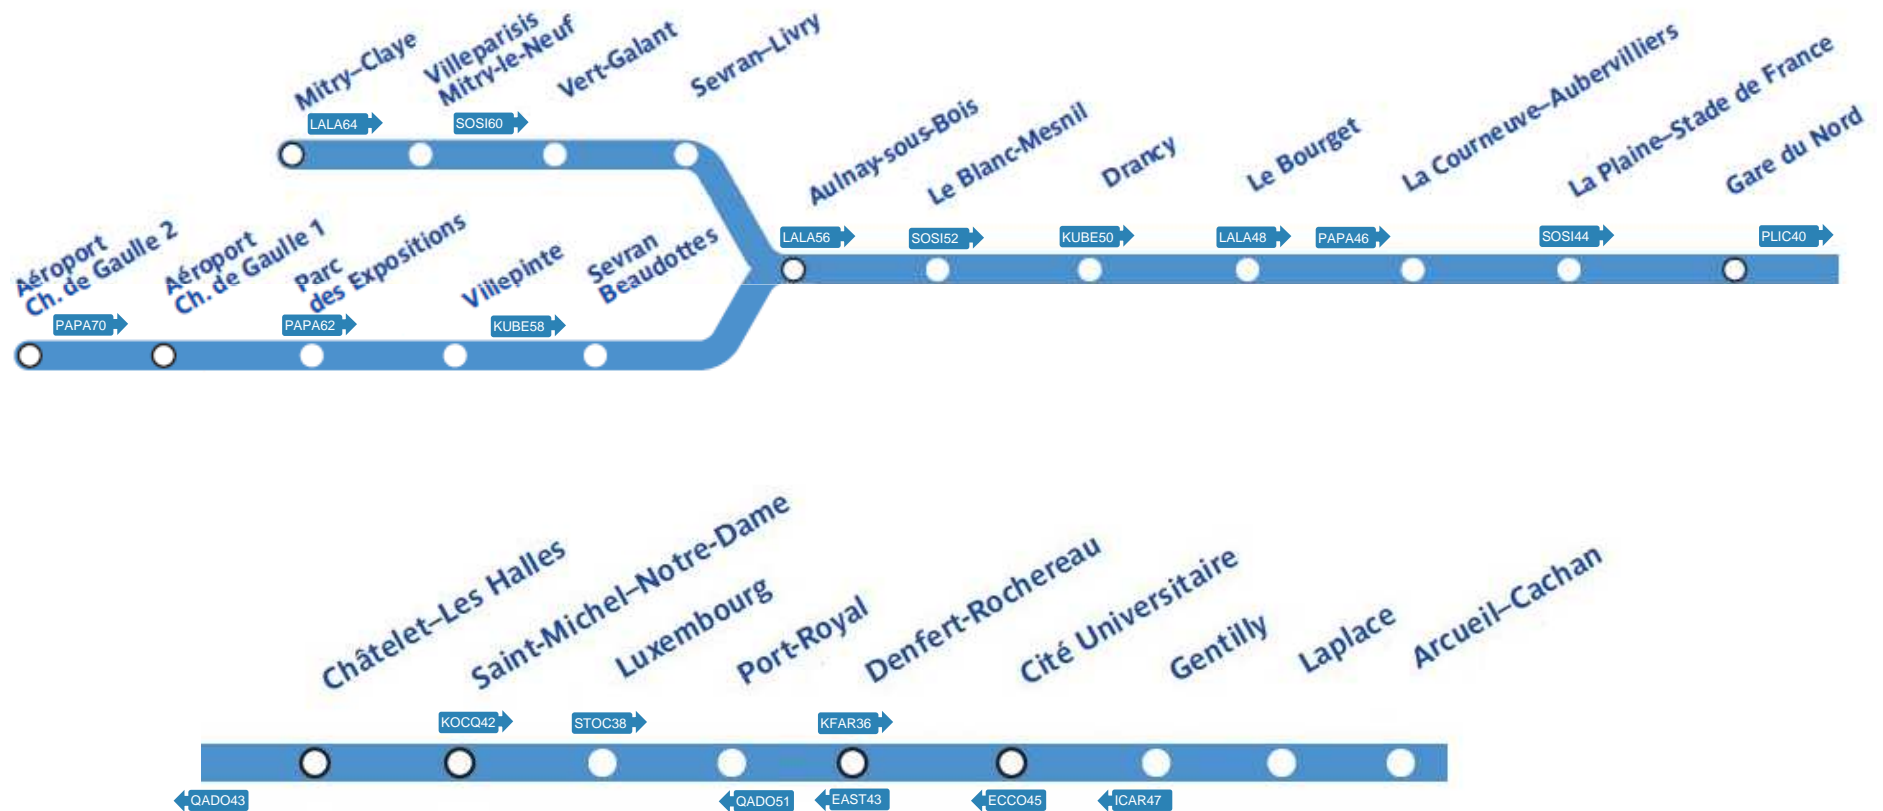 Mitry–Claye
Villeparisis
Mitry-le-Neuf
Vert-Galant
Sevran–Livry
LALA64
SOSI60
Aulnay-sous-Bois
Le Blanc-Mesnil
Drancy
Le Bourget
La Courneuve–Aubervilliers
La Plaine–Stade de France
Gare du Nord
LALA56
SOSI52
KUBE50
LALA48
PAPA46
SOSI44
PLIC40
Aéroport
Ch. de Gaulle 2
Aéroport
Ch. de Gaulle 1
Parc
des Expositions
Villepinte
Sevran
Beaudottes
PAPA70
PAPA62
KUBE58
Châtelet–Les Halles
Saint-Michel–Notre-Dame
Luxembourg
Port-Royal
Denfert-Rochereau
Cité Universitaire
Gentilly
Laplace
Arcueil–Cachan
KOCQ42
STOC38
KFAR36
QADO43
QADO51
EAST43
ECCO45
ICAR47